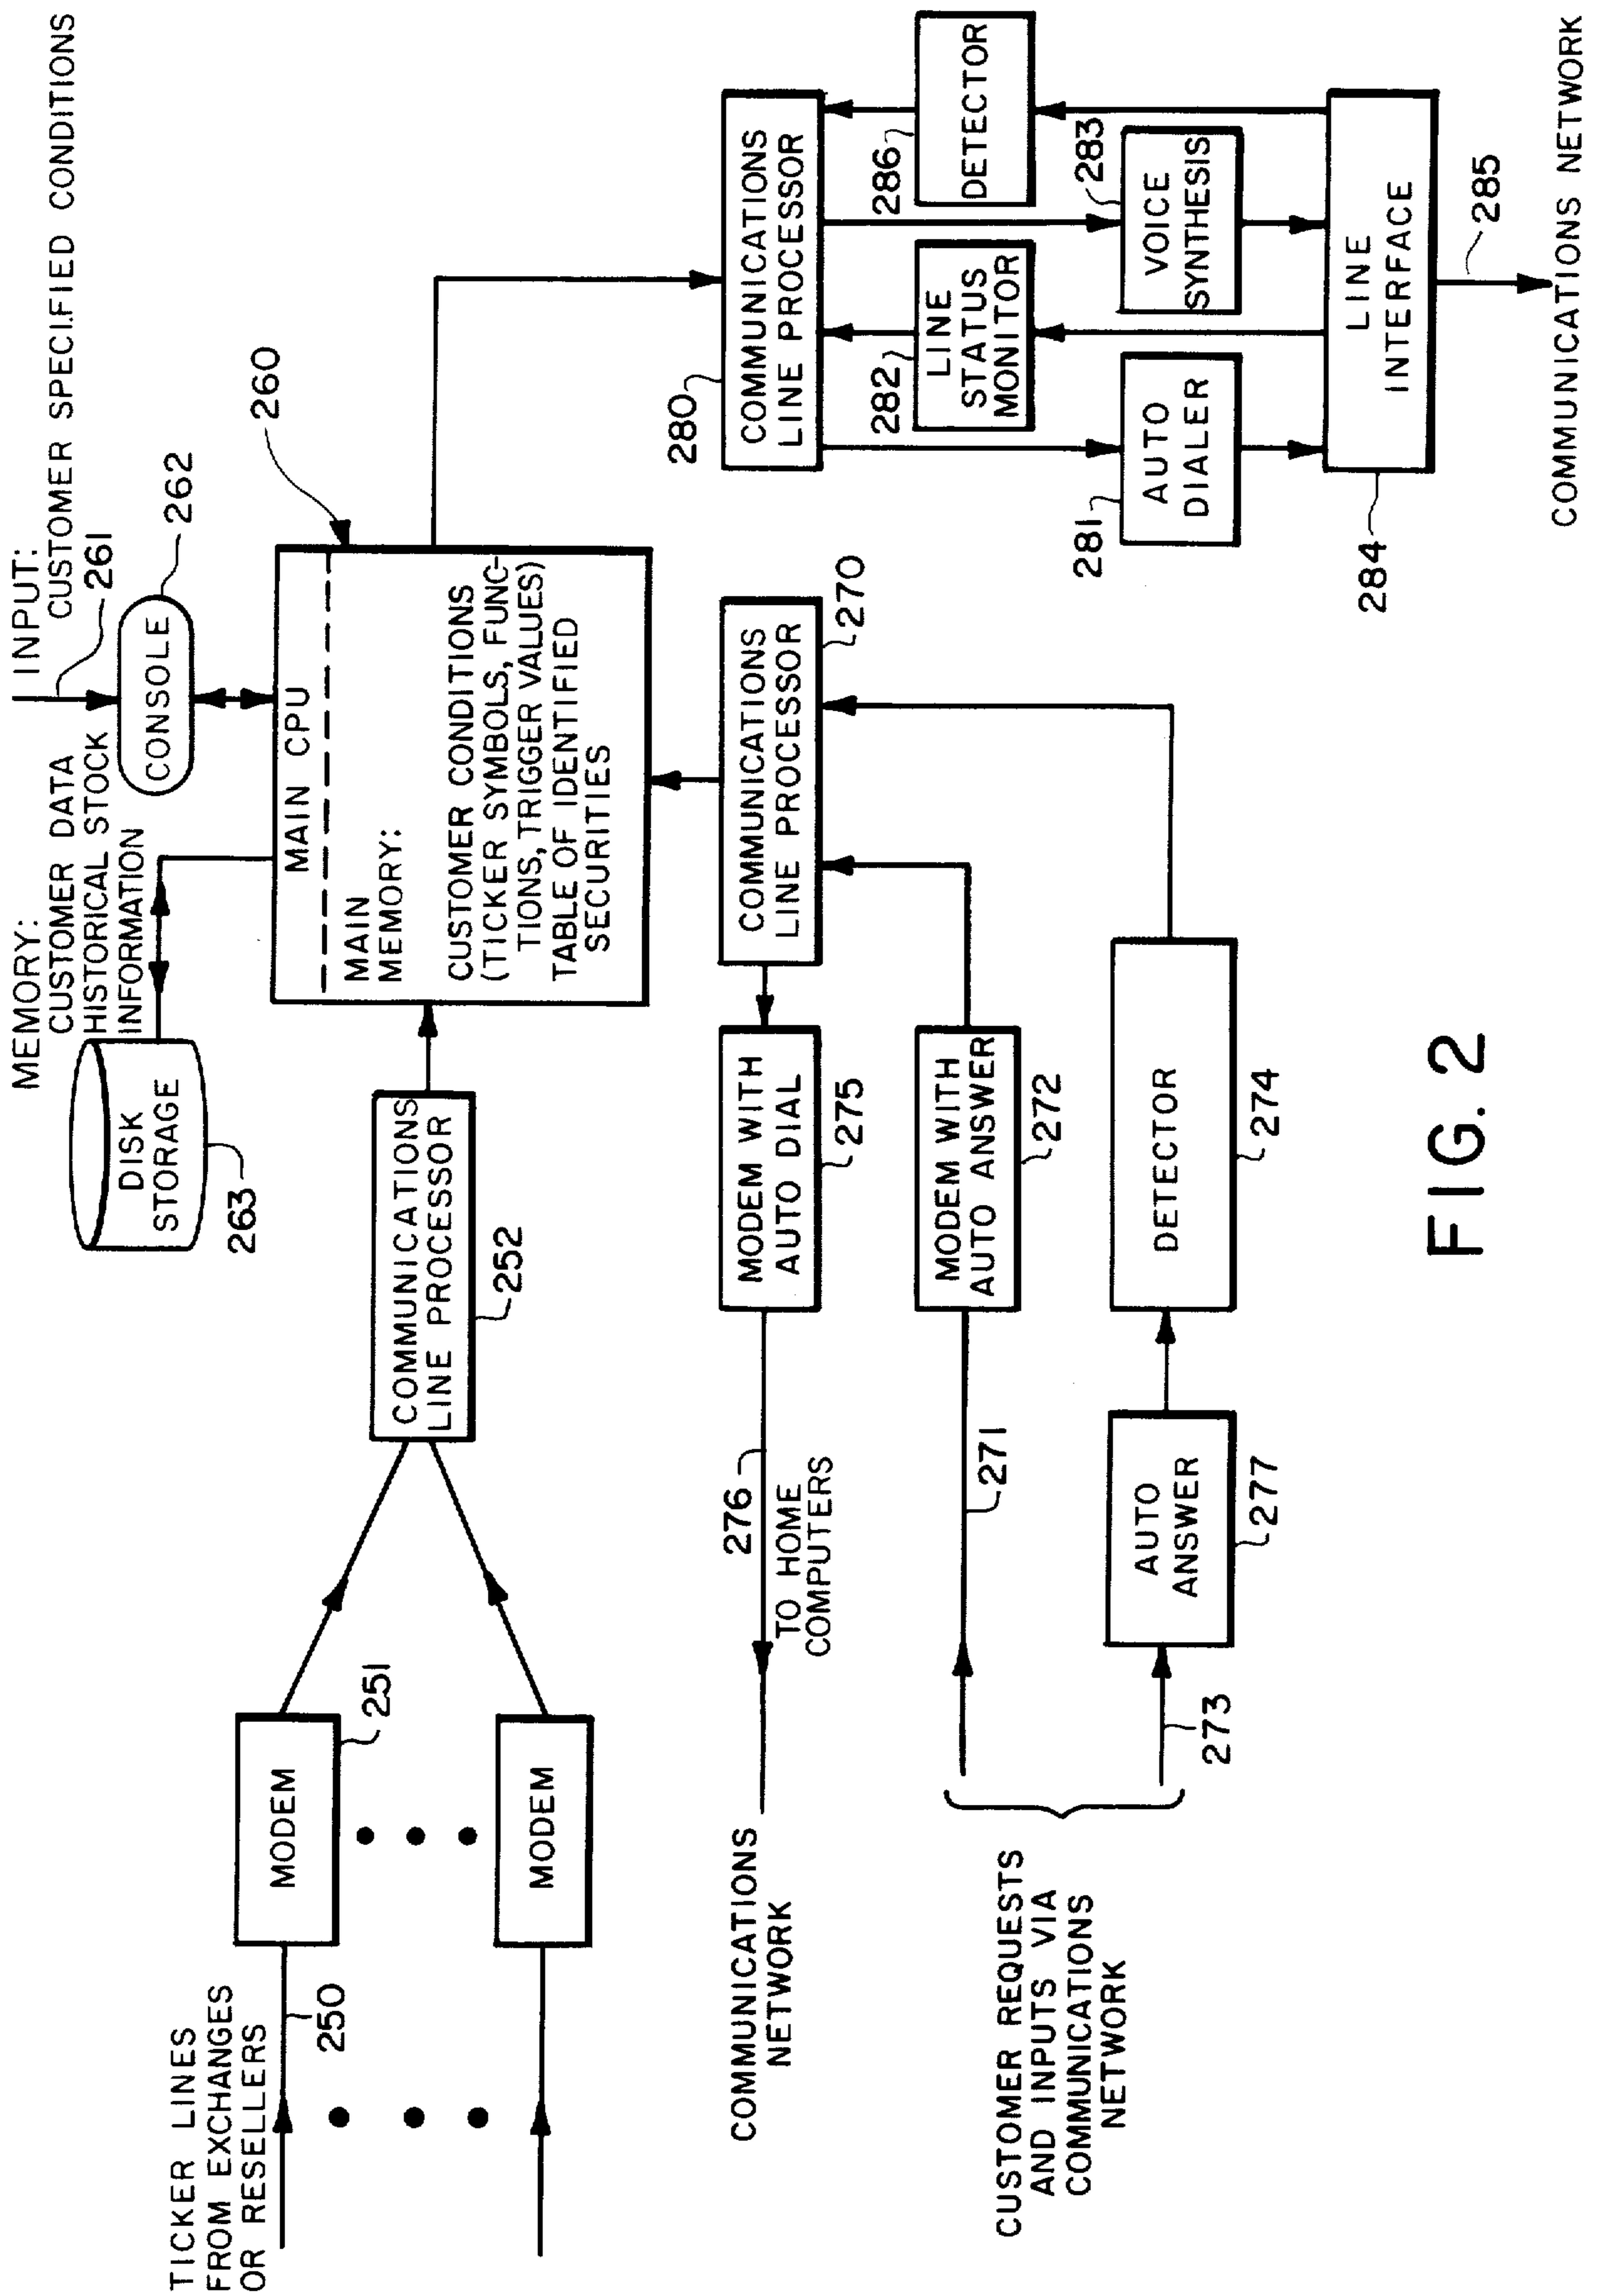 TICKER LINES
FROM EXCHANGES
OR RESELLERS
250
MODEM
251
MODEM
COMMUNICATIONS
LINE PROCESSOR
252
MEMORY:
CUSTOMER DATA
HISTORICAL STOCK
INFORMATION
DISK
STORAGE
263
INPUT:
CUSTOMER SPECIFIED CONDITIONS
261
CONSOLE
262
260
MAIN CPU
MAIN
MEMORY:
CUSTOMER CONDITIONS
(TICKER SYMBOLS, FUNC-
TIONS, TRIGGER VALUES)
TABLE OF IDENTIFIED
SECURITIES
COMMUNICATIONS
NETWORK
276
TO HOME
COMPUTERS
MODEM WITH
AUTO DIAL
275
COMMUNICATIONS
LINE PROCESSOR
270
CUSTOMER REQUESTS
AND INPUTS VIA
COMMUNICATIONS
NETWORK
271
MODEM WITH
AUTO ANSWER
272
273
AUTO
ANSWER
277
DETECTOR
274
280
COMMUNICATIONS
LINE PROCESSOR
282
LINE
STATUS
MONITOR
286
DETECTOR
281
AUTO
DIALER
283
VOICE
SYNTHESIS
284
LINE
INTERFACE
285
COMMUNICATIONS NETWORK
FIG. 2